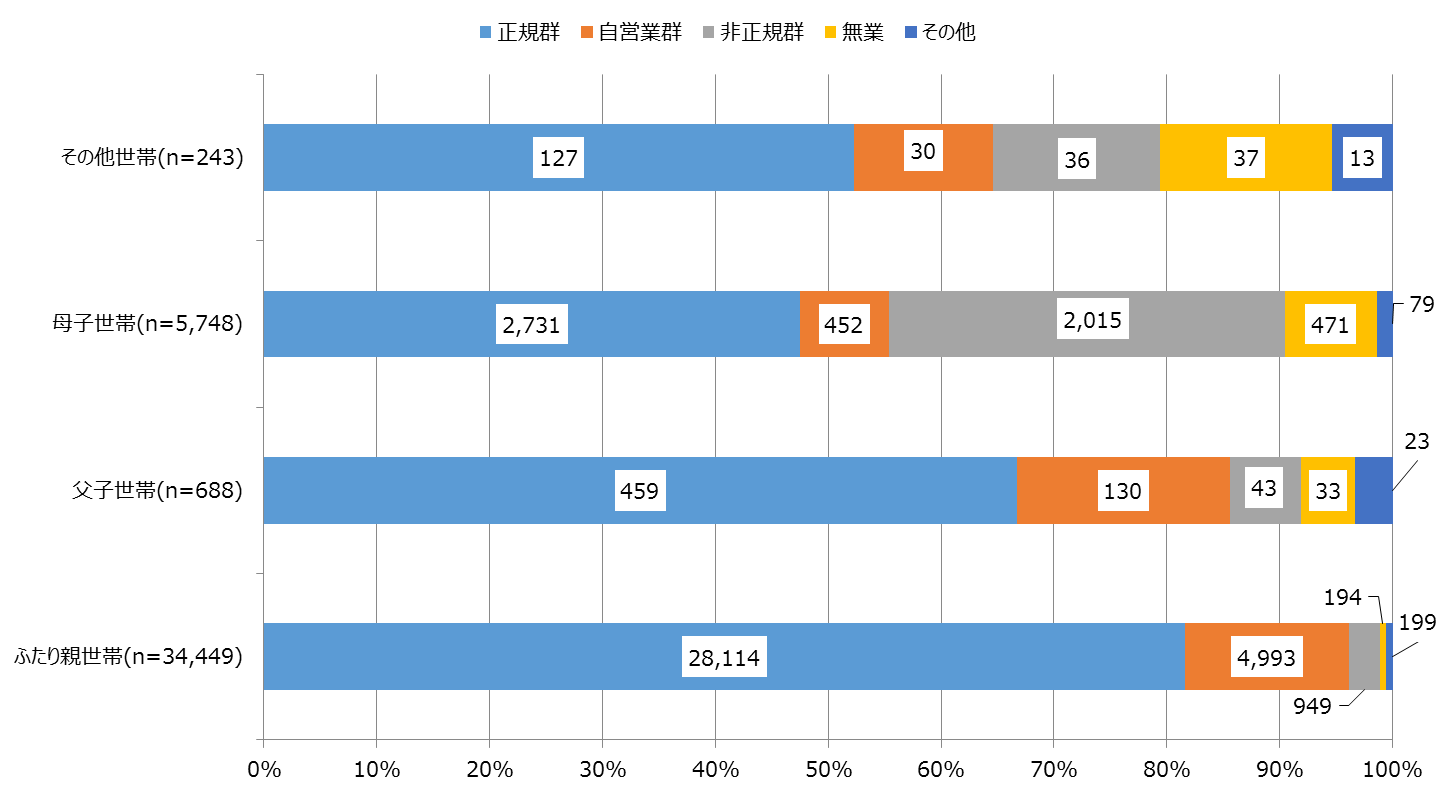 正規群 自営業群 非正規群 無業 その他
その他世帯(n=243) 127 30 36 37 13
母子世帯(n=5,748) 2,731 452 2,015 471 79
父子世帯(n=688) 459 130 43 33 23
ふたり親世帯(n=34,449) 28,114 4,993 949 194 199
0% 10% 20% 30% 40% 50% 60% 70% 80% 90% 100%